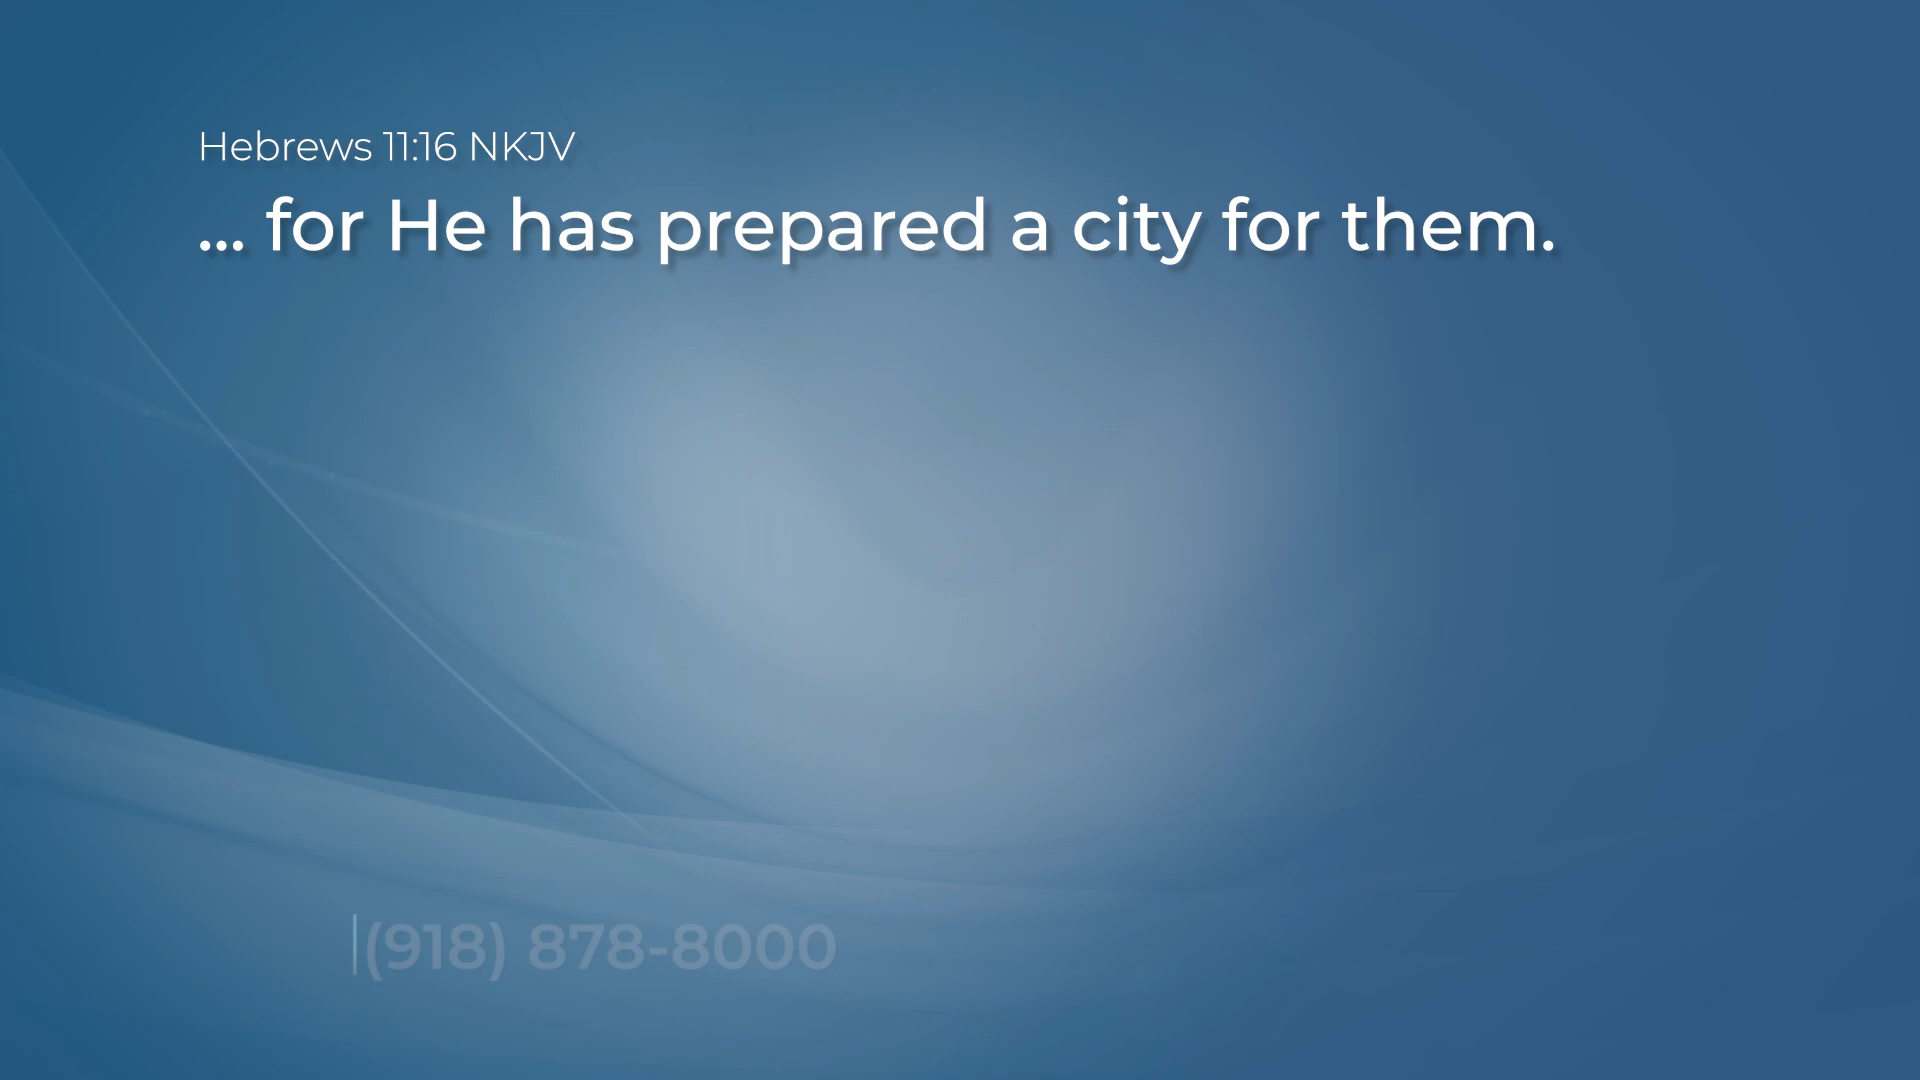 Hebrews 11:16 NKJV
... for He has prepared a city for them.
(918) 878-8000